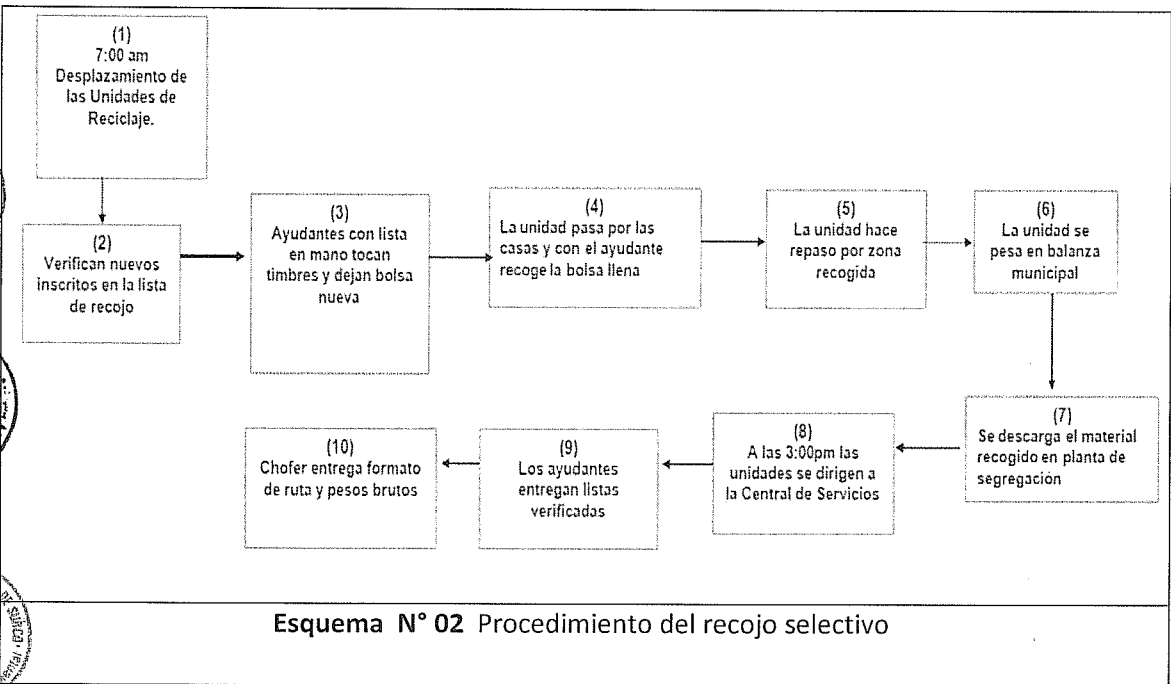 (1)
7:00 am
Desplazamiento de
las Unidades de
Reciclaje.
(2)
Verifican nuevos
inscritos en la lista
de recojo
(3)
Ayudantes con lista
en mano tocan
timbres y dejan bolsa
nueva
(4)
La unidad pasa por las
casas y con el ayudante
recoge la bolsa llena
(5)
La unidad hace
repaso por zona
recogida
(6)
La unidad se
pesa en balanza
municipal
(7)
Se descarga el material
recogido en planta de
segregación
(8)
A las 3:00pm las
unidades se dirigen a
la Central de Servicios
(9)
Los ayudantes
entregan listas
verificadas
(10)
Chofer entrega formato
de ruta y pesos brutos
Esquema N° 02 Procedimiento del recojo selectivo